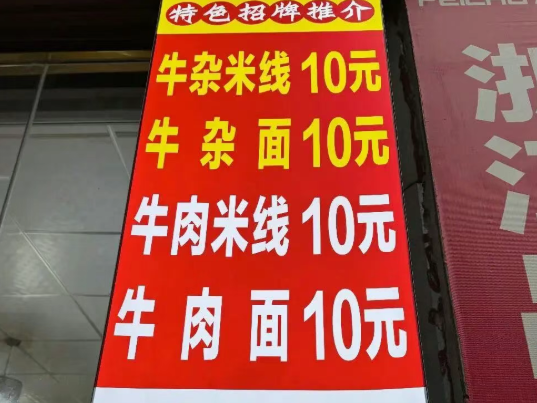 特色招牌推介
牛杂米线 10元
牛杂面 10元
牛肉米线 10元
牛肉面 10元
浙